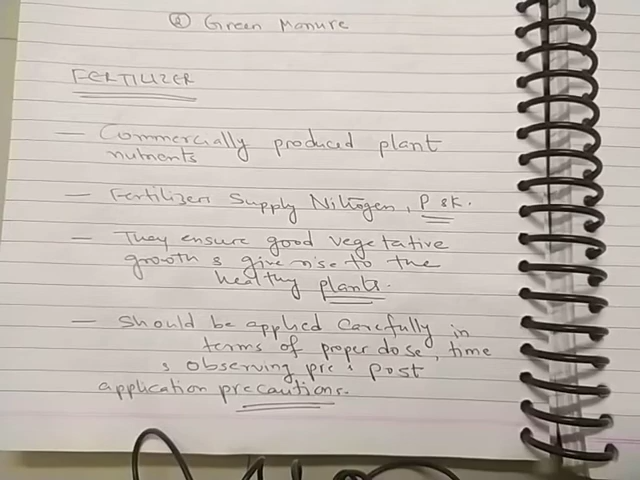 ② Green Manure
FERTILIZER
— Commercially produced plant
nutrients
— Fertilizers Supply Nitrogen, P & K.
— They ensure good vegetative
growth & give rise to the
healthy plants.
— Should be applied Carefully in
terms of proper dose, time
& observing pre & post
application precautions.